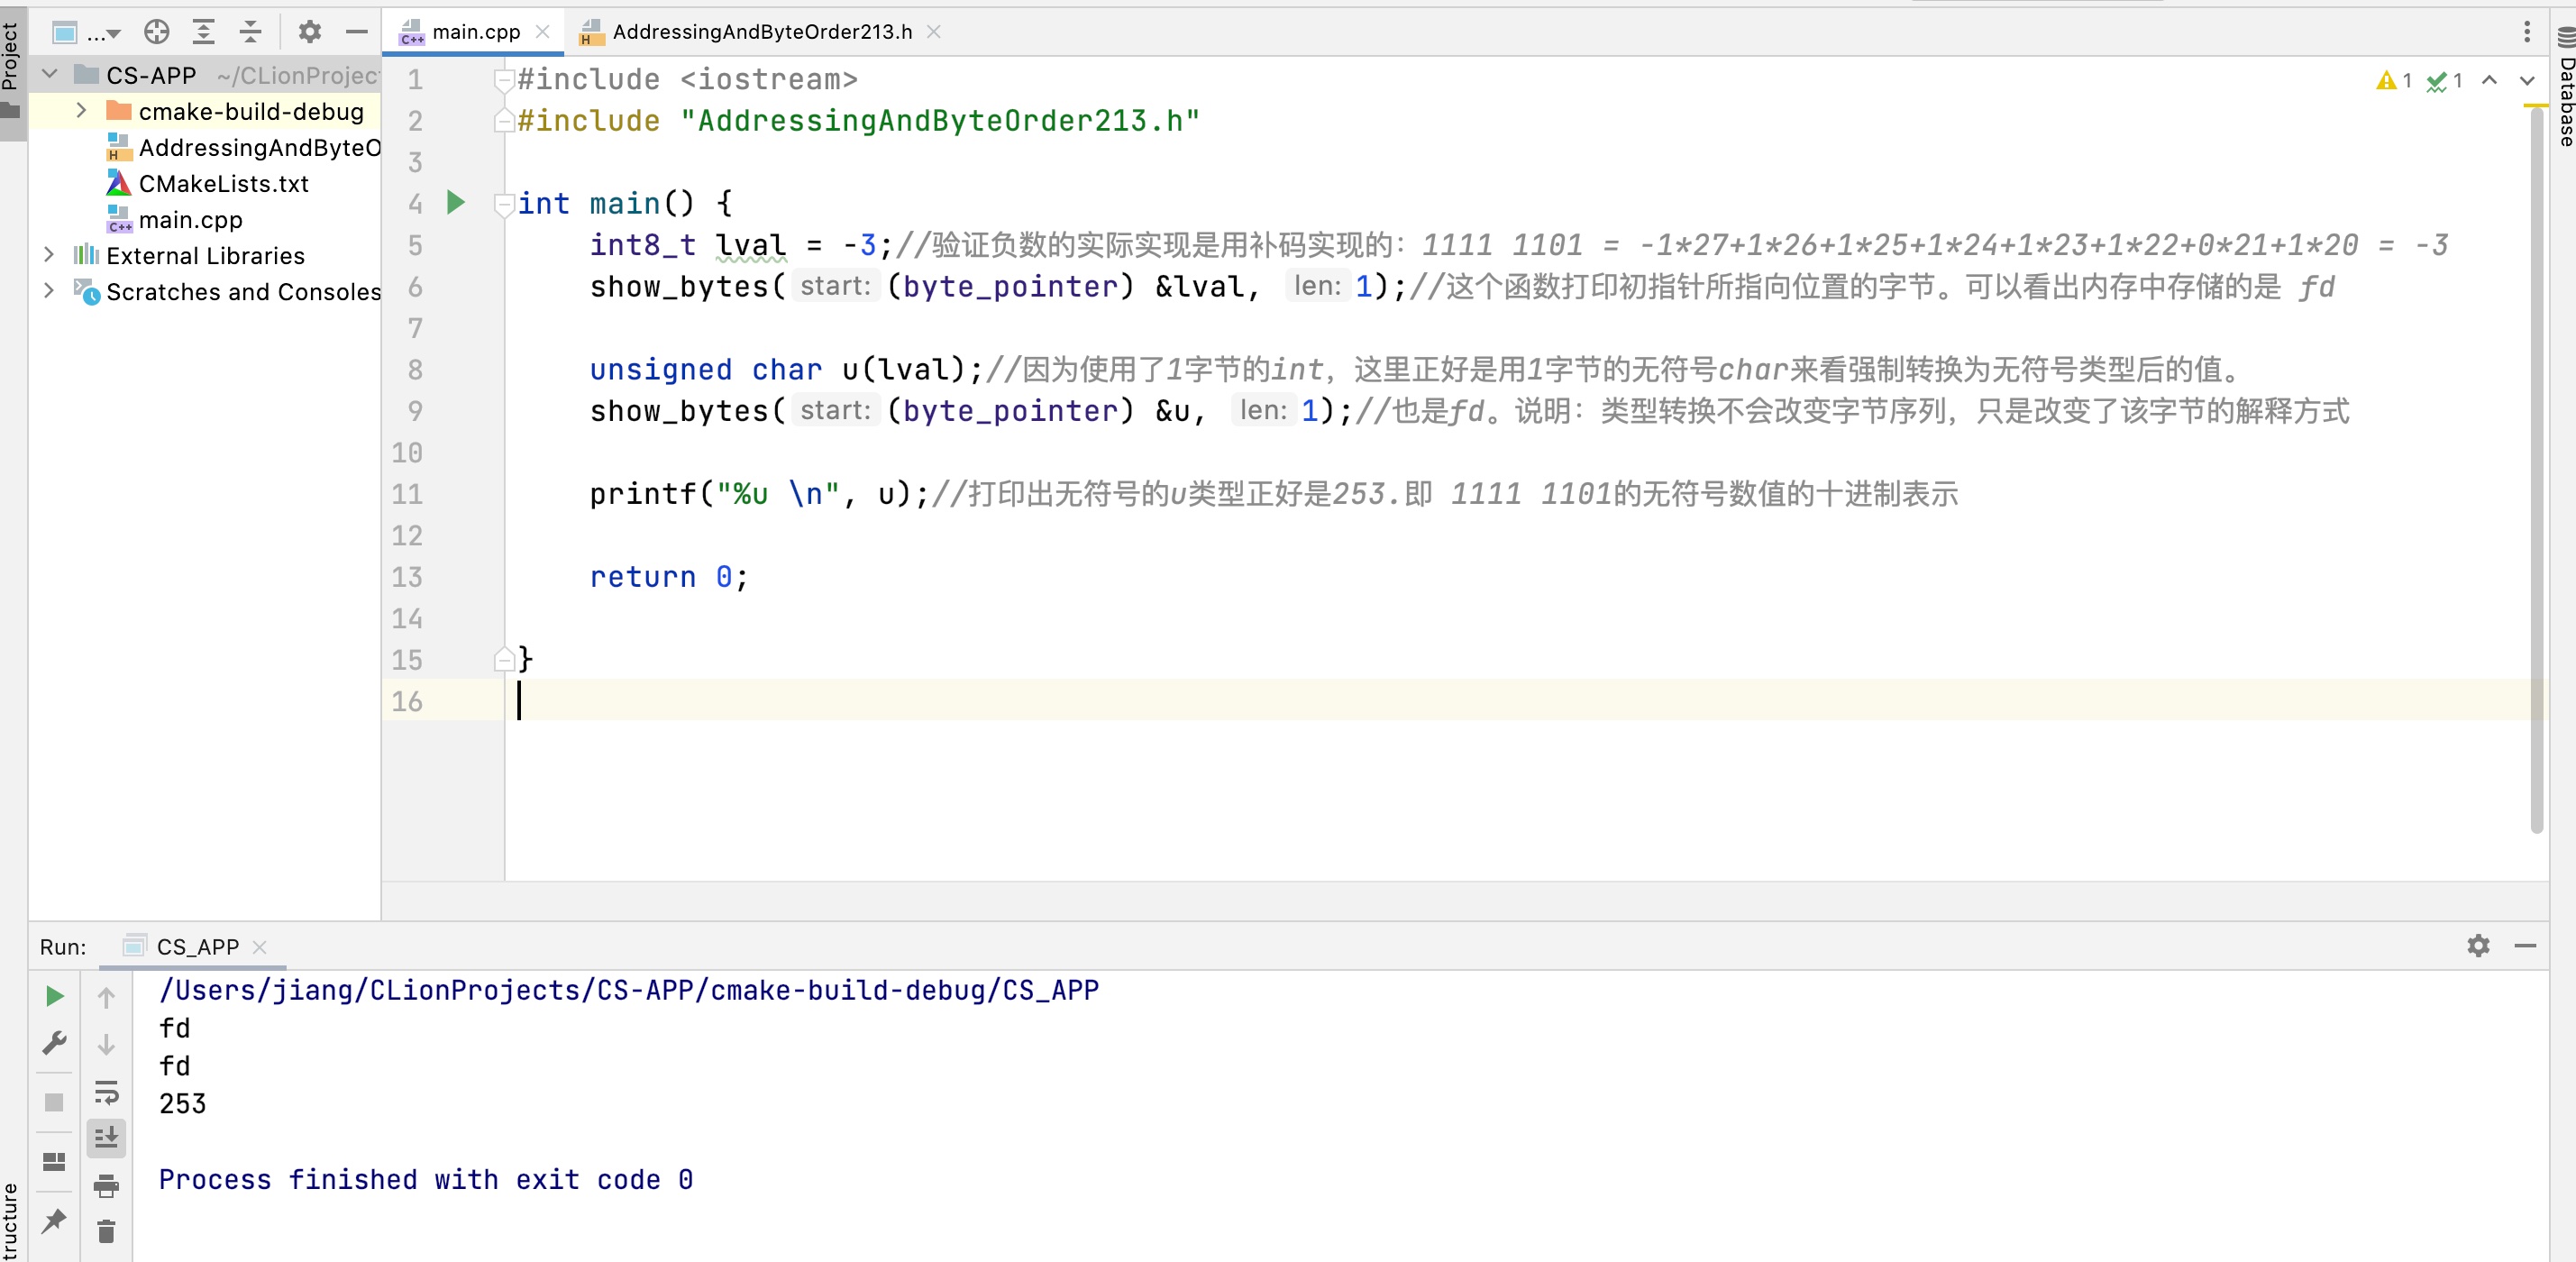 Project
...
CS-APP ~/CLionProjec
cmake-build-debug
AddressingAndByteO
CMakeLists.txt
main.cpp
External Libraries
Scratches and Consoles
main.cpp
AddressingAndByteOrder213.h
Database
1 1
1 #include <iostream>
2 #include "AddressingAndByteOrder213.h"
3
4 int main() {
5 int8_t lval = -3;//验证负数的实际实现是用补码实现的：1111 1101 = -1*27+1*26+1*25+1*24+1*23+1*22+0*21+1*20 = -3
6 show_bytes( start: (byte_pointer) &lval, len: 1);//这个函数打印初指针所指向位置的字节。可以看出内存中存储的是 fd
7
8 unsigned char u(lval);//因为使用了1字节的int，这里正好是用1字节的无符号char来看强制转换为无符号类型后的值。
9 show_bytes( start: (byte_pointer) &u, len: 1);//也是fd。说明：类型转换不会改变字节序列，只是改变了该字节的解释方式
10
11 printf("%u \n", u);//打印出无符号的u类型正好是253.即 1111 1101的无符号数值的十进制表示
12
13 return 0;
14
15 }
16
Run: CS_APP
/Users/jiang/CLionProjects/CS-APP/cmake-build-debug/CS_APP
fd
fd
253
Process finished with exit code 0
tructure